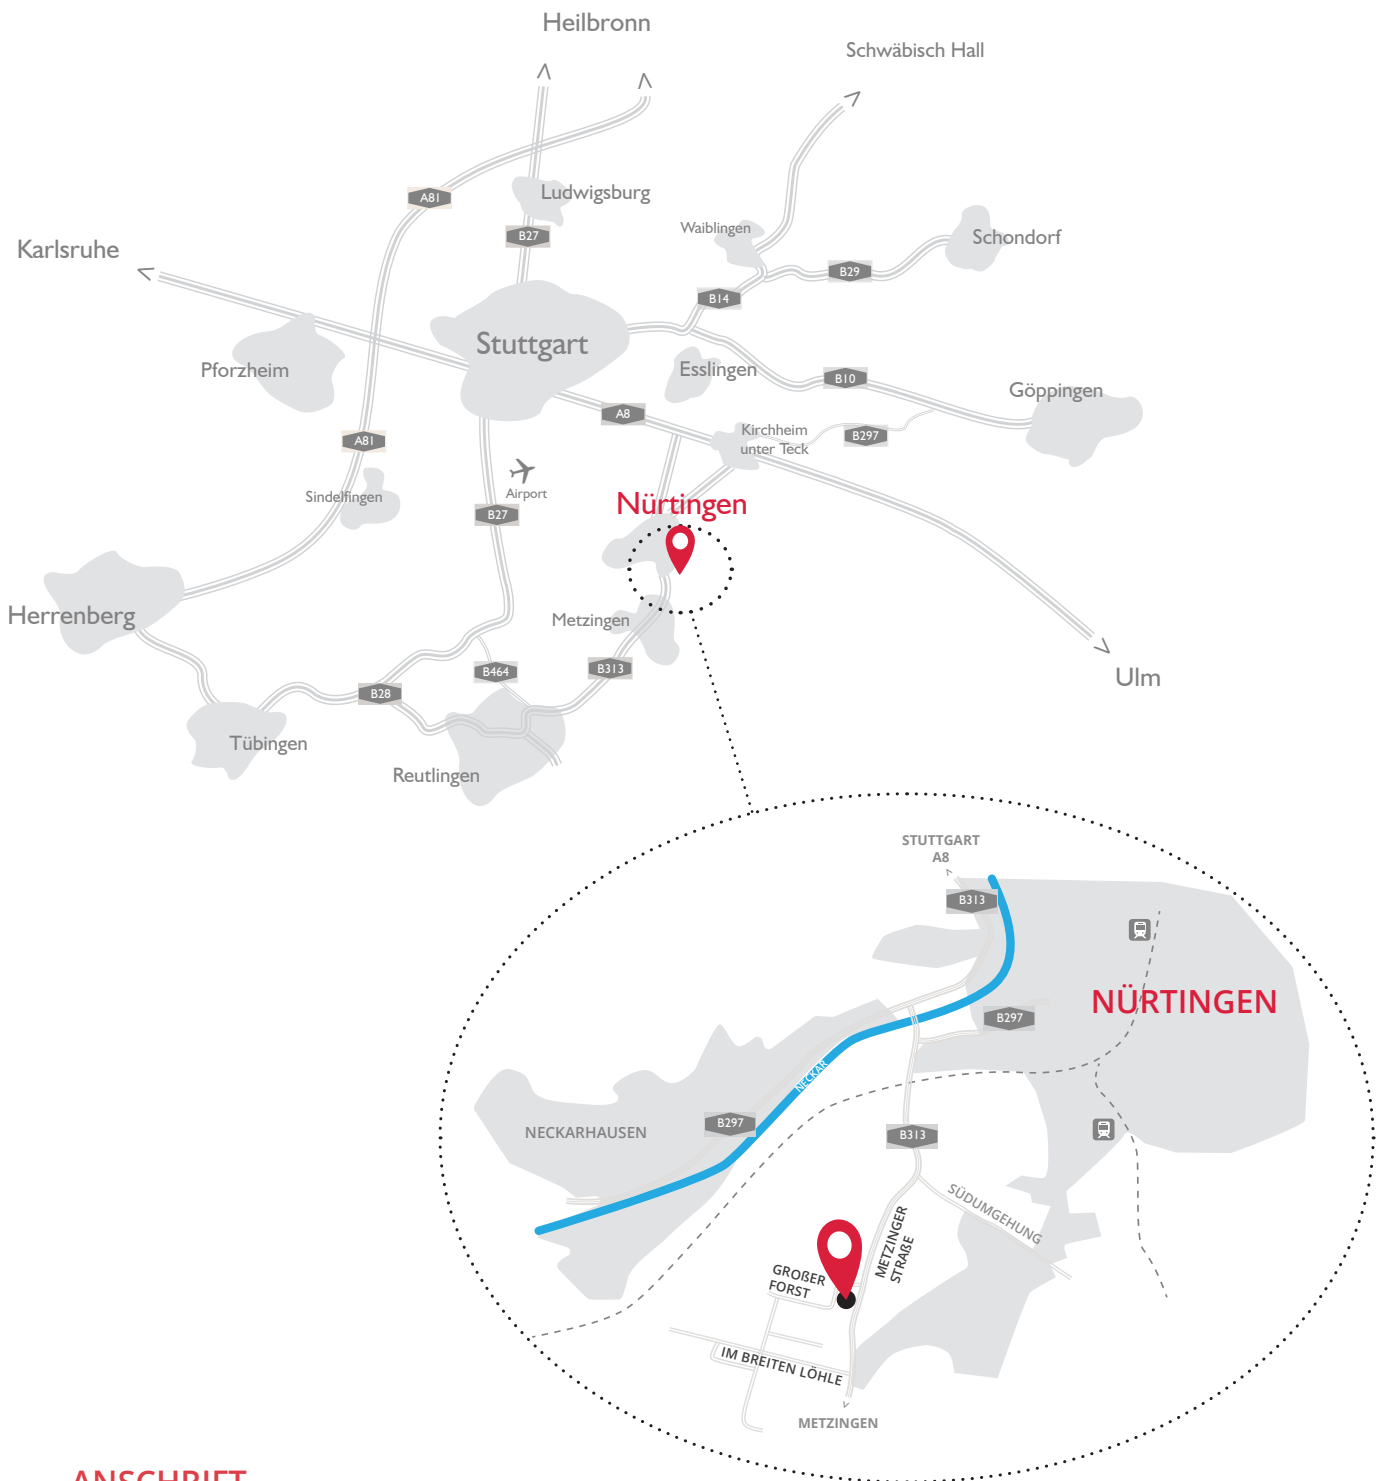 Heilbronn
Schwäbisch Hall
A81
Ludwigsburg
Waiblingen
B27
Schondorf
Karlsruhe
B29
B14
Stuttgart
Pforzheim
Esslingen
B10
Göppingen
A8
Kirchheim
unter Teck
B297
A81
Airport
Sindelfingen
Nürtingen
B27
Herrenberg
Metzingen
B464
B313
Ulm
B28
Tübingen
Reutlingen
STUTTGART
A8
B313
NÜRTINGEN
B297
NECKAR
B297
NECKARHAUSEN
B313
SÜDUMGEHUNG
METZINGER
STRAßE
GROßER
FORST
IM BREITEN LÖHLE
METZINGEN
ANSCHRIFT